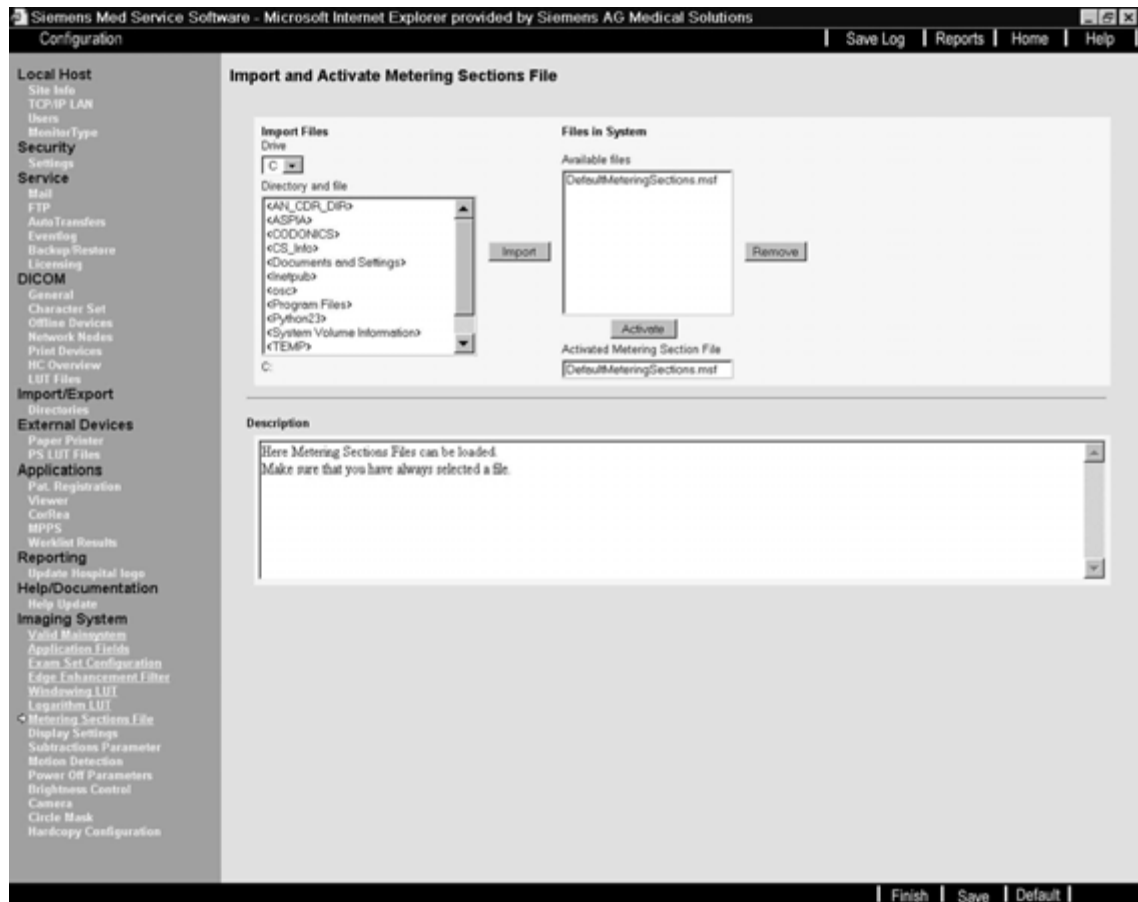 Siemens Med Service Software - Microsoft Internet Explorer provided by Siemens AG Medical Solutions
Configuration
Save Log | Reports | Home | Help
Local Host
Site Info
TCP/IP LAN
Users
MonitorType
Security
Settings
Service
Mail
FTP
AutoTransfers
Eventlog
Backup/Restore
Licensing
DICOM
General
Character Set
Offline Devices
Network Nodes
Print Devices
HC Overview
LUT Files
Import/Export
Directories
External Devices
Paper Printer
PS LUT Files
Applications
Pat. Registration
Viewer
CorRea
MPPS
Worklist Results
Reporting
Update Hospital logo
Help/Documentation
Help Update
Imaging System
Valid Mainsystem
Application Fields
Exam Set Configuration
Edge Enhancement Filter
Windowing LUT
Logarithm LUT
Metering Sections File
Display Settings
Subtractions Parameter
Motion Detection
Power Off Parameters
Brightness Control
Camera
Circle Mask
Hardcopy Configuration
Import and Activate Metering Sections File
Import Files
Drive
C
Directory and file
<AN_CDR_DIR>
<ASPIA>
<CODONICS>
<CS_Info>
<Documents and Settings>
<Inetpub>
<osc>
<Program Files>
<Python23>
<System Volume Information>
<TEMP>
C:
Import
Files in System
Available files
DefaultMeteringSections.msf
Remove
Activate
Activated Metering Section File
DefaultMeteringSections.msf
Description
Here Metering Sections Files can be loaded.
Make sure that you have always selected a file.
Finish | Save | Default